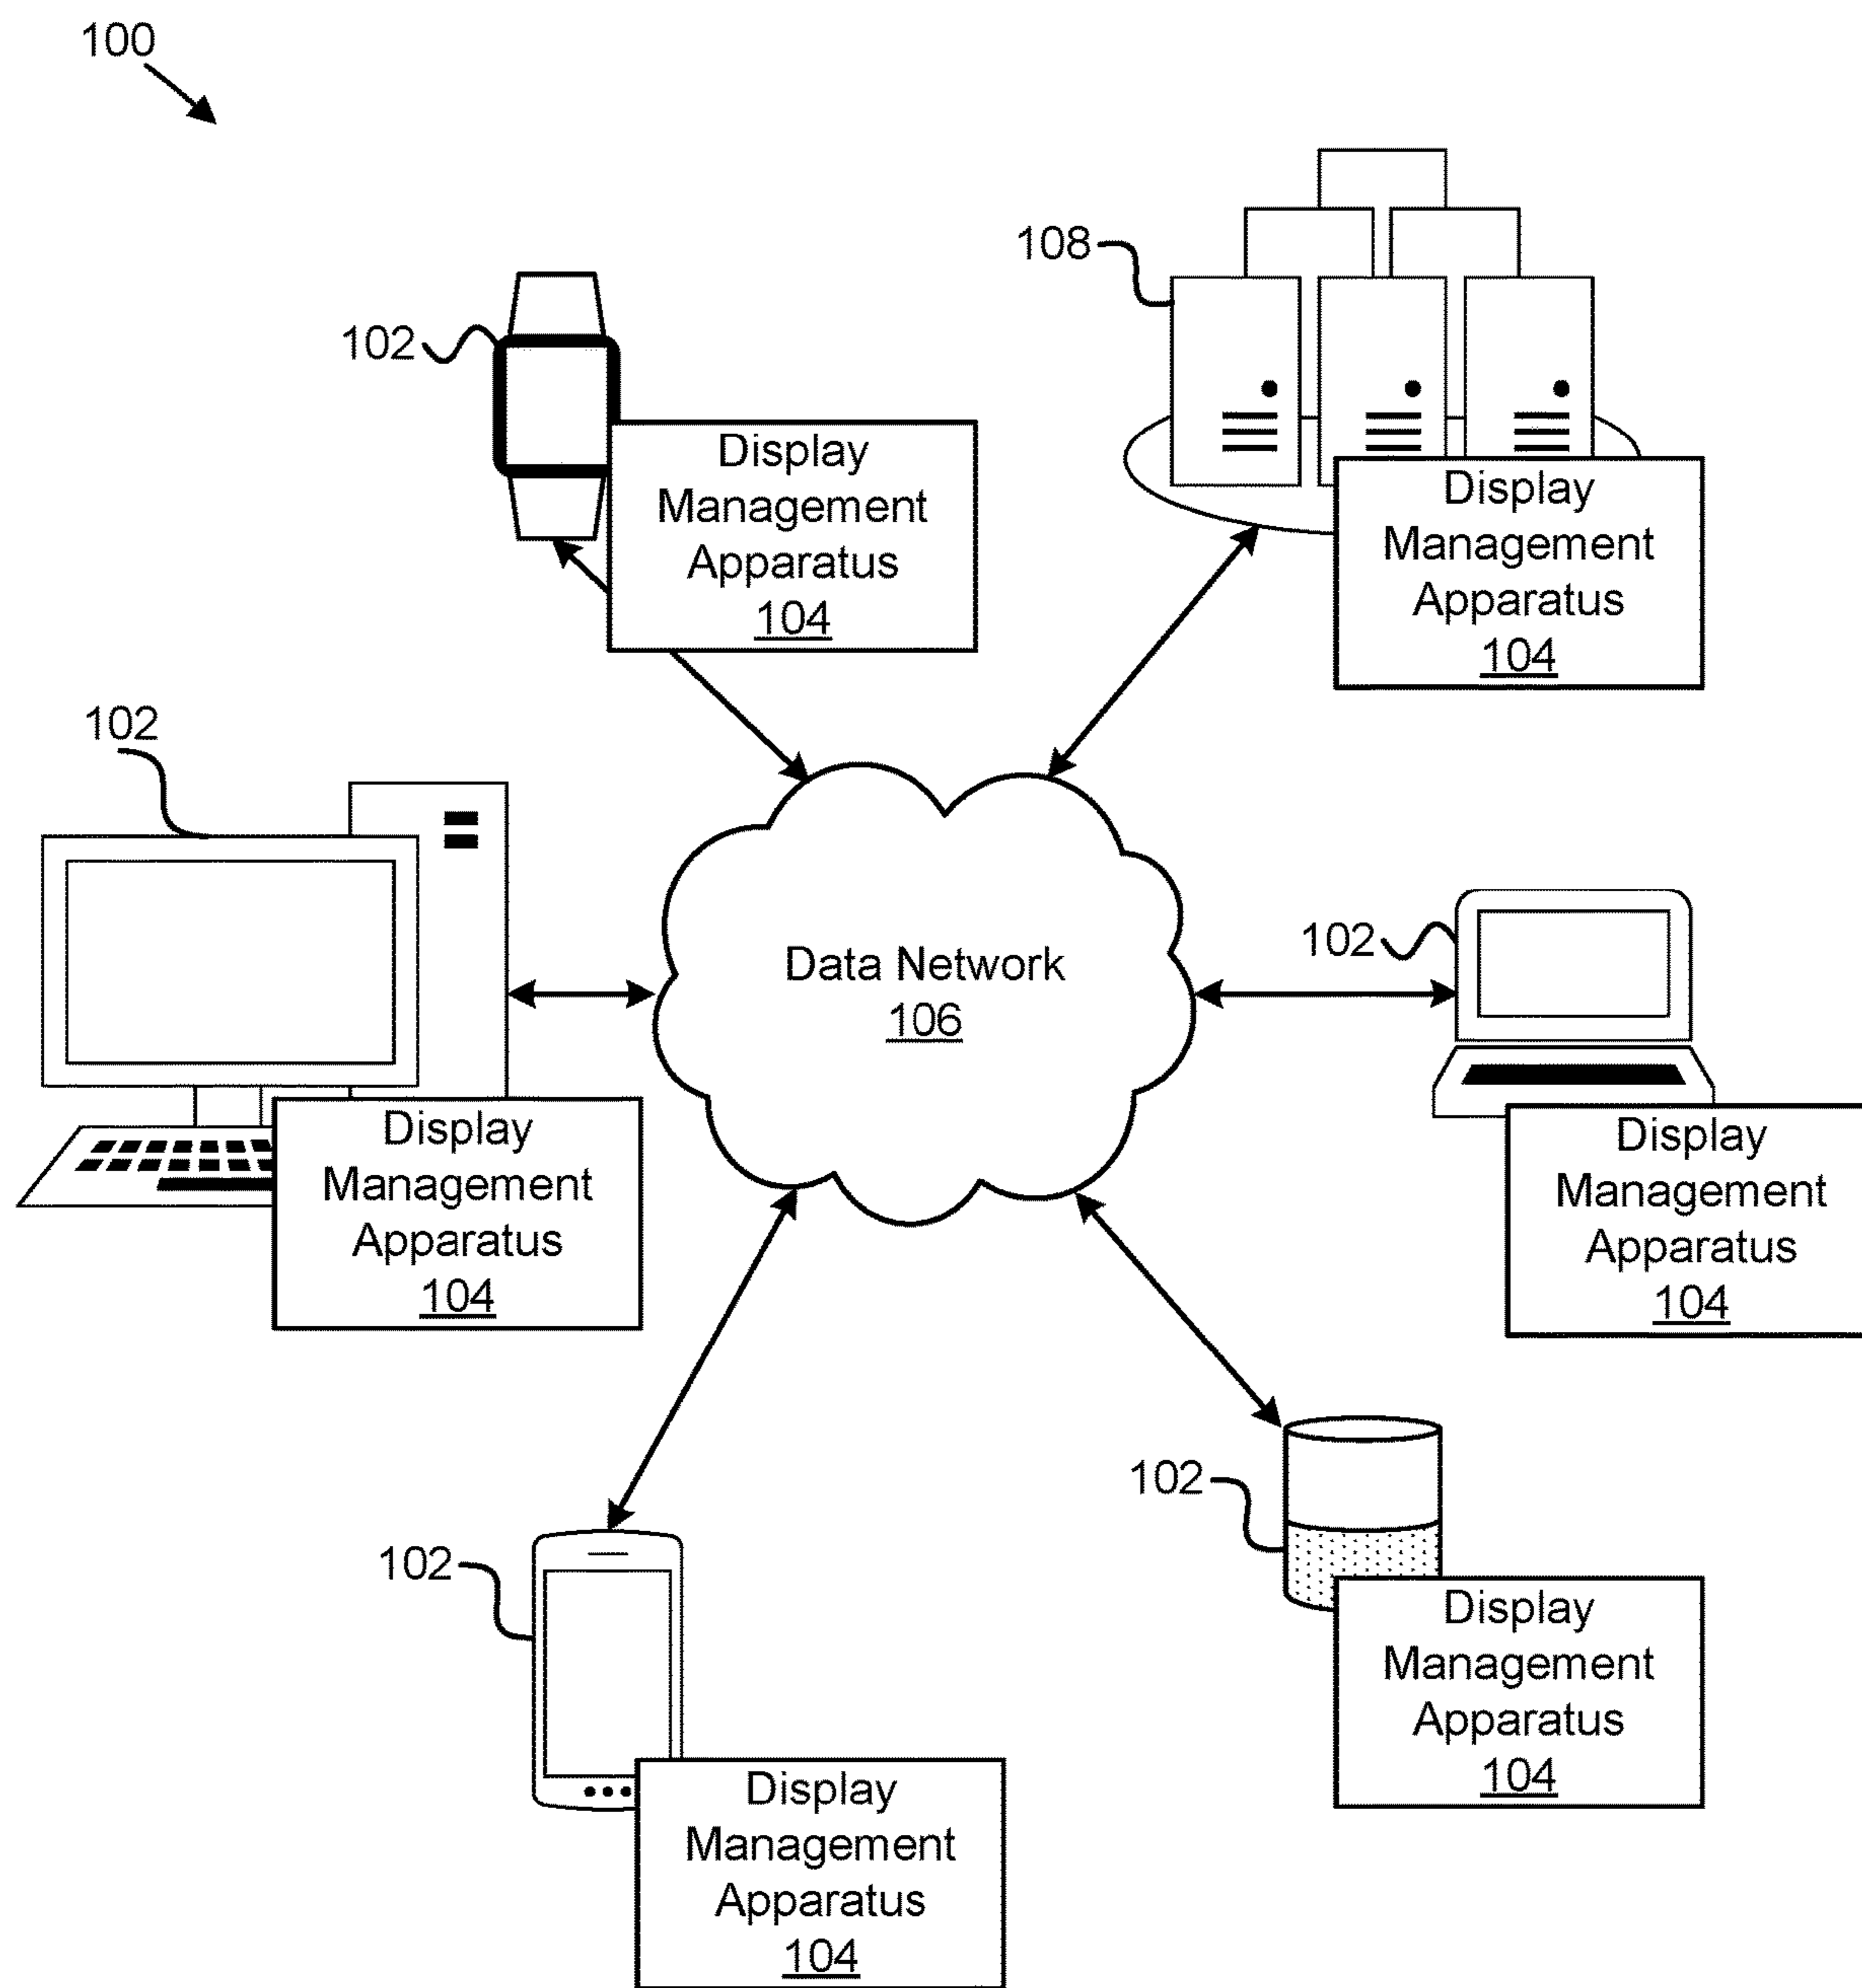 100
108
102
Display
Management
Apparatus
104
Display
Management
Apparatus
104
102
Data Network
106
102
Display
Management
Apparatus
104
Display
Management
Apparatus
104
102
Display
Management
Apparatus
104
102
Display
Management
Apparatus
104